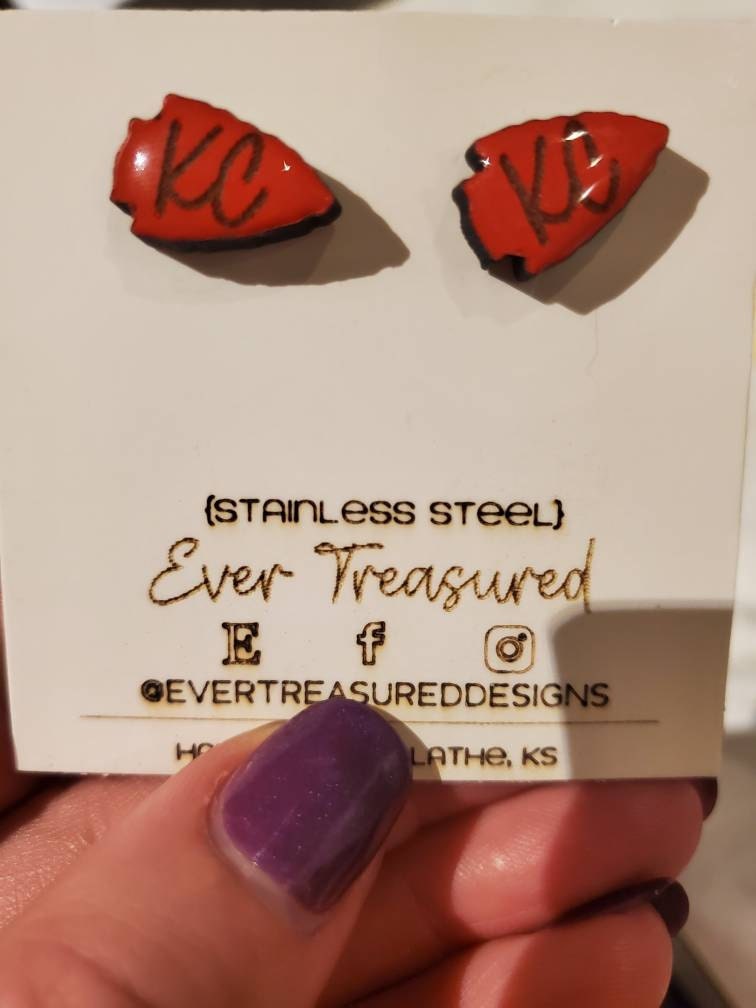 KC KC
{STAINLESS STEEL}
Ever Treasured
E f
@EVERTREASUREDDESIGNS
LATHE, KS